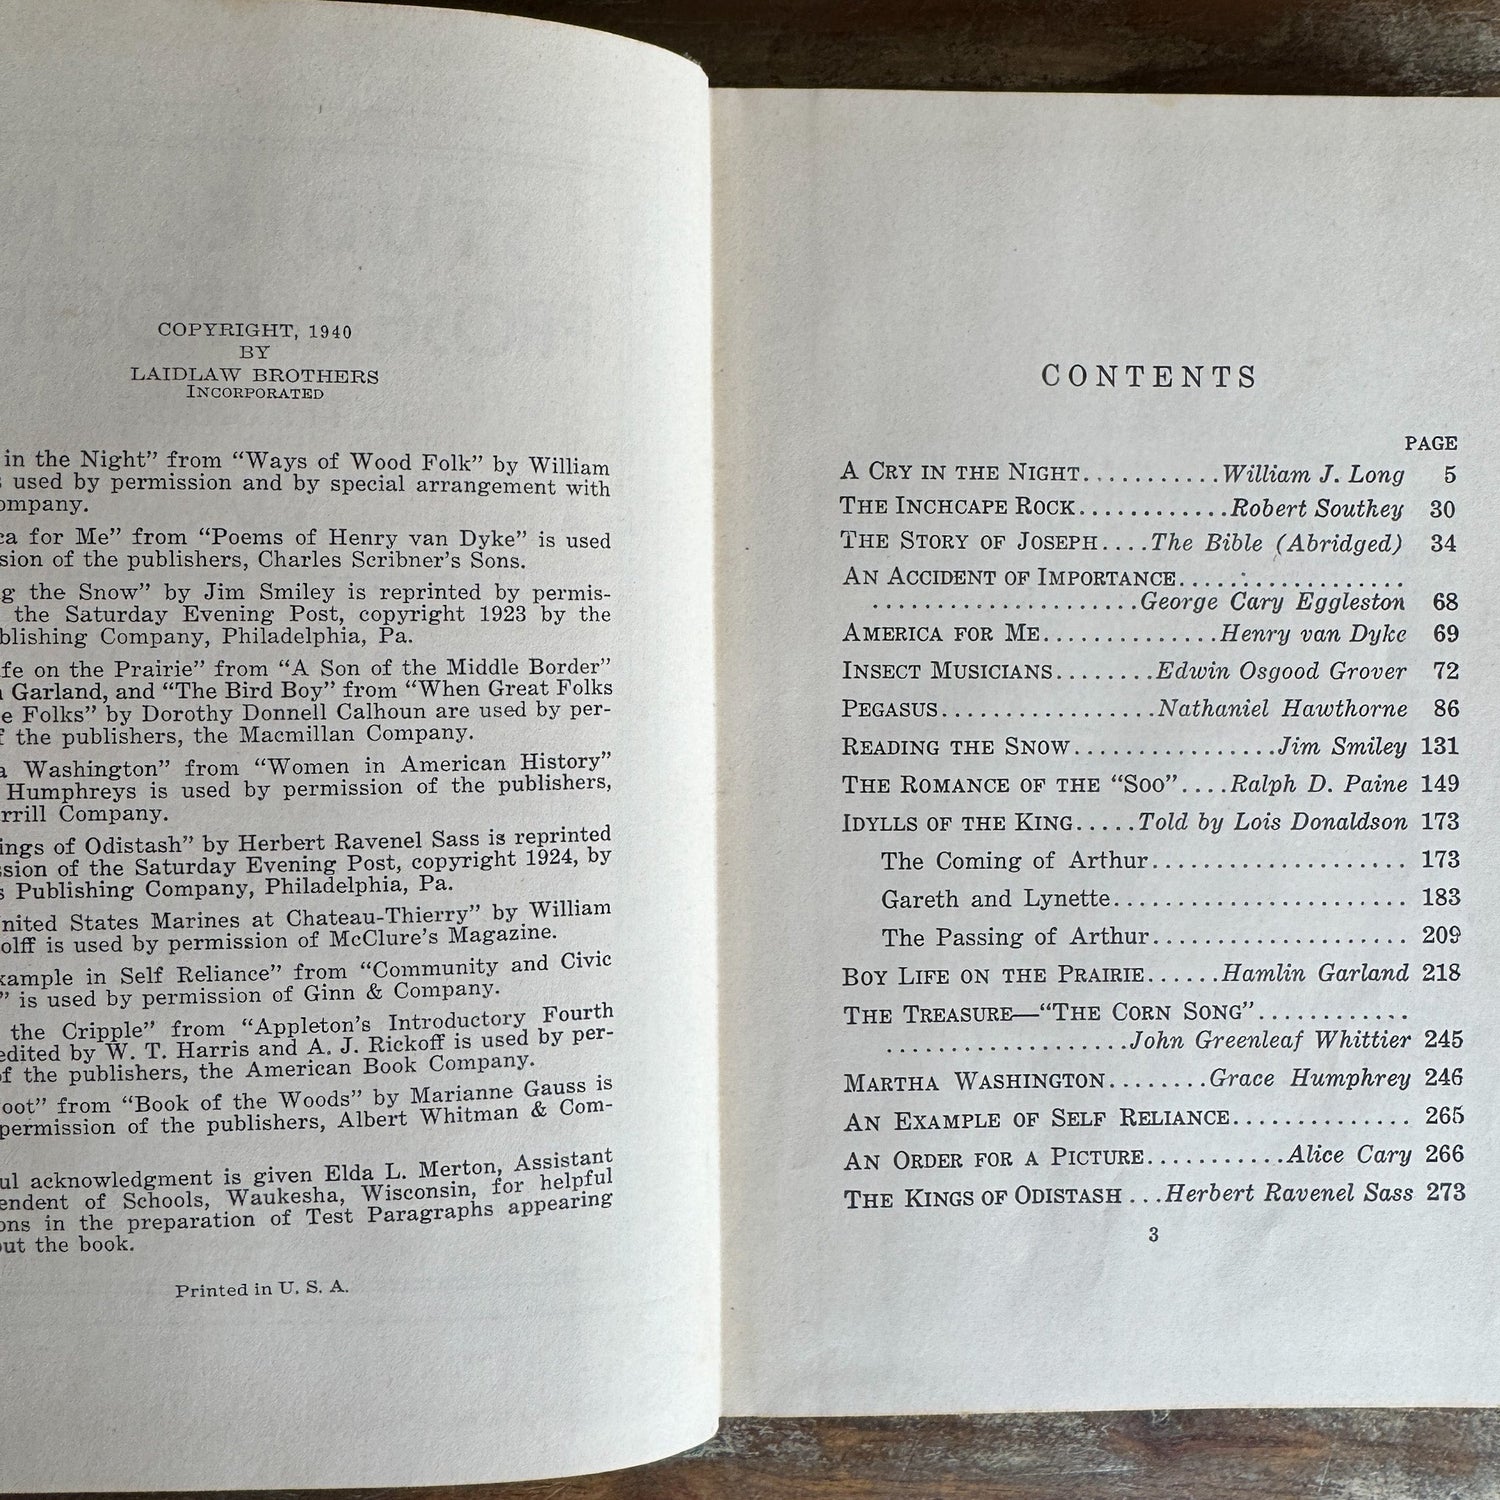 COPYRIGHT, 1940
BY
LAIDLAW BROTHERS
INCORPORATED
in the Night” from “Ways of Wood Folk” by William
used by permission and by special arrangement with
ompany.
ca for Me” from “Poems of Henry van Dyke” is used
sion of the publishers, Charles Scribner’s Sons.
g the Snow” by Jim Smiley is reprinted by permis-
the Saturday Evening Post, copyright 1923 by the
blishing Company, Philadelphia, Pa.
ife on the Prairie” from “A Son of the Middle Border”
Garland, and “The Bird Boy” from “When Great Folks
e Folks” by Dorothy Donnell Calhoun are used by per-
f the publishers, the Macmillan Company.
a Washington” from “Women in American History”
Humphreys is used by permission of the publishers,
rrill Company.
ings of Odistash” by Herbert Ravenel Sass is reprinted
ssion of the Saturday Evening Post, copyright 1924, by
s Publishing Company, Philadelphia, Pa.
nited States Marines at Chateau-Thierry” by William
olff is used by permission of McClure’s Magazine.
xample in Self Reliance” from “Community and Civic
” is used by permission of Ginn & Company.
the Cripple” from “Appleton’s Introductory Fourth
edited by W. T. Harris and A. J. Rickoff is used by per-
of the publishers, the American Book Company.
oot” from “Book of the Woods” by Marianne Gauss is
permission of the publishers, Albert Whitman & Com-
ul acknowledgment is given Elda L. Merton, Assistant
endent of Schools, Waukesha, Wisconsin, for helpful
ons in the preparation of Test Paragraphs appearing
out the book.
Printed in U. S. A.
CONTENTS
PAGE
A CRY IN THE NIGHT...........William J. Long 5
THE INCHCAPE ROCK............Robert Southey 30
THE STORY OF JOSEPH....The Bible (Abridged) 34
AN ACCIDENT OF IMPORTANCE..................
.....................George Cary Eggleston 68
AMERICA FOR ME..............Henry van Dyke 69
INSECT MUSICIANS........Edwin Osgood Grover 72
PEGASUS.................Nathaniel Hawthorne 86
READING THE SNOW................Jim Smiley 131
THE ROMANCE OF THE “SOO”....Ralph D. Paine 149
IDYLLS OF THE KING.....Told by Lois Donaldson 173
The Coming of Arthur.................... 173
Gareth and Lynette....................... 183
The Passing of Arthur.................... 209
BOY LIFE ON THE PRAIRIE......Hamlin Garland 218
THE TREASURE—“THE CORN SONG”............
...................John Greenleaf Whittier 245
MARTHA WASHINGTON........Grace Humphrey 246
AN EXAMPLE OF SELF RELIANCE.............. 265
AN ORDER FOR A PICTURE...........Alice Cary 266
THE KINGS OF ODISTASH ...Herbert Ravenel Sass 273
3